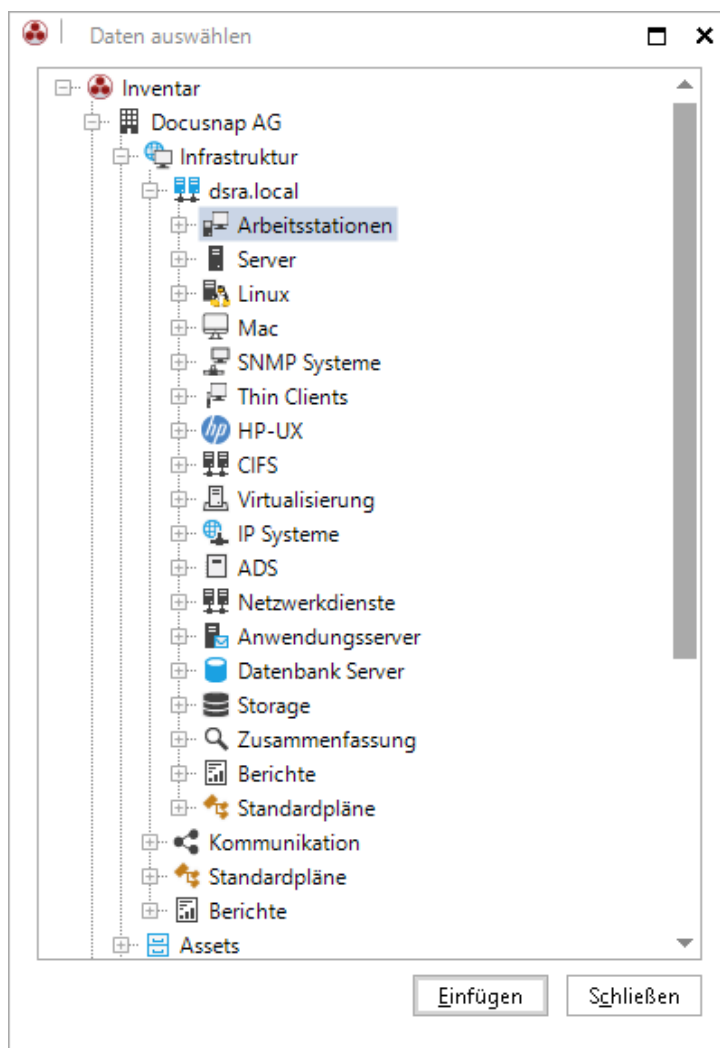 Daten auswählen
Inventar
Docusnap AG
Infrastruktur
dsra.local
Arbeitsstationen
Server
Linux
Mac
SNMP Systeme
Thin Clients
hp HP-UX
CIFS
Virtualisierung
IP Systeme
ADS
Netzwerkdienste
Anwendungsserver
Datenbank Server
Storage
Zusammenfassung
Berichte
Standardpläne
Kommunikation
Standardpläne
Berichte
Assets
Einfügen Schließen